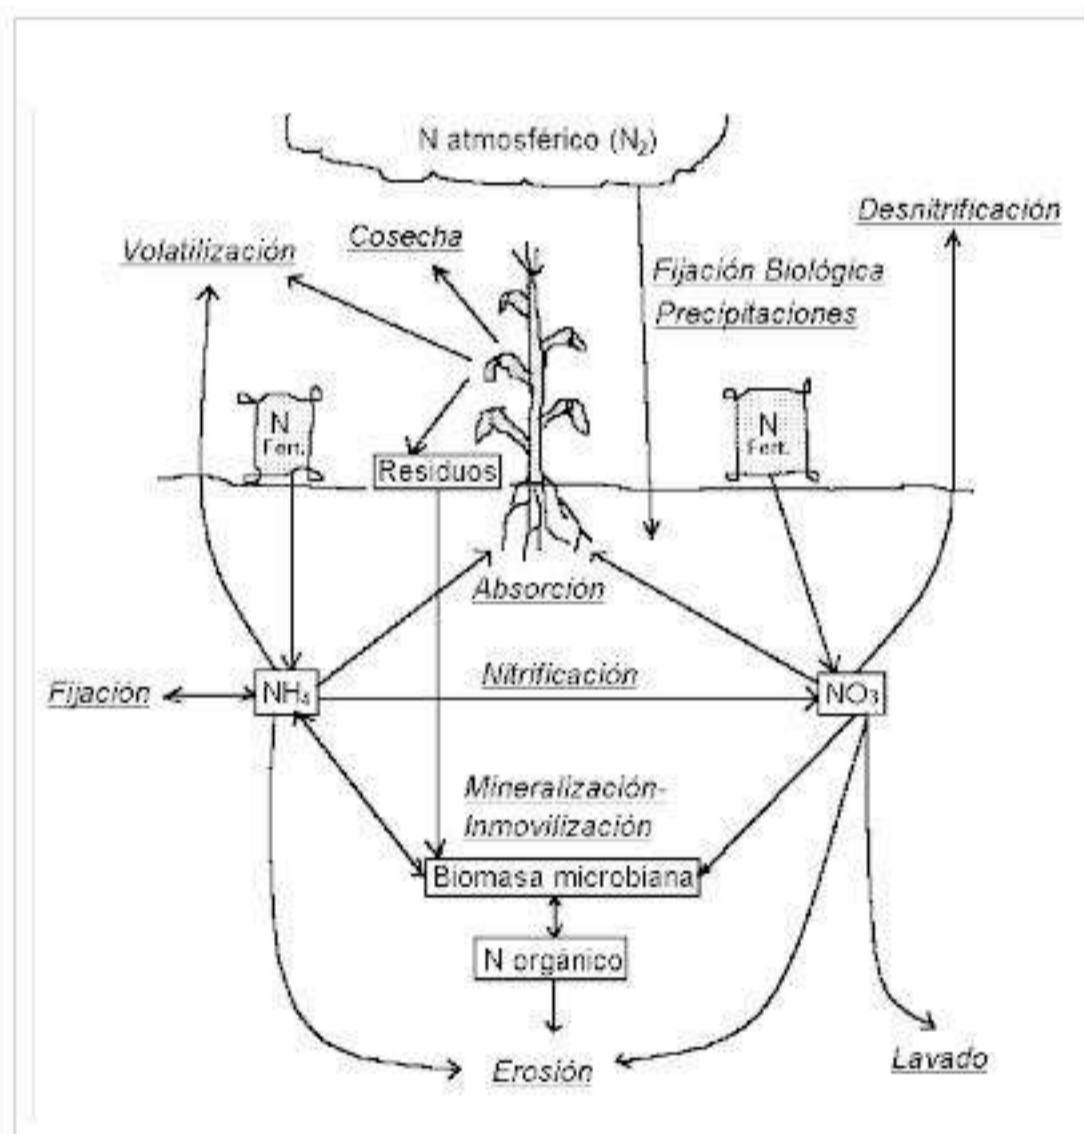 N atmosférico (N₂)
Desnitrificación
Cosecha
Volatilización
Fijación Biológica
Precipitaciones
N
Fert.
N
Fert.
Residuos
Absorción
Nitrificación
Fijación
NH₄
NO₃
Mineralización-
Inmovilización
Biomasa microbiana
N orgánico
Erosión
Lavado